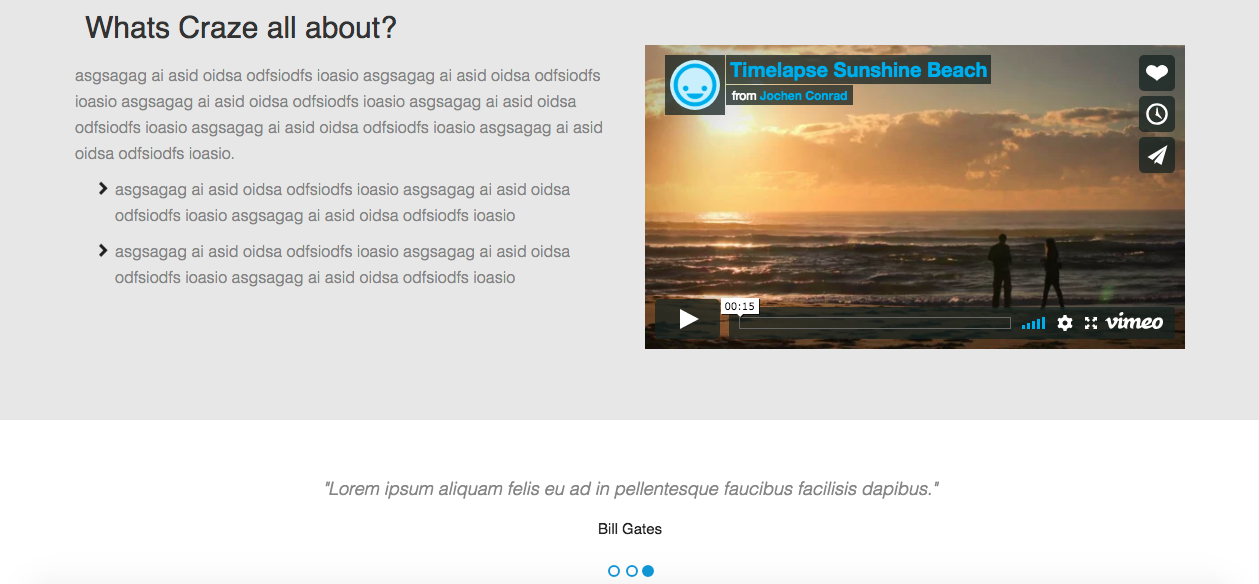 Whats Craze all about?
asgsagag ai asid oidsa odfsiodfs ioasio asgsagag ai asid oidsa odfsiodfs
ioasio asgsagag ai asid oidsa odfsiodfs ioasio asgsagag ai asid oidsa
odfsiodfs ioasio asgsagag ai asid oidsa odfsiodfs ioasio asgsagag ai asid
oidsa odfsiodfs ioasio.
asgsagag ai asid oidsa odfsiodfs ioasio asgsagag ai asid oidsa
odfsiodfs ioasio asgsagag ai asid oidsa odfsiodfs ioasio
asgsagag ai asid oidsa odfsiodfs ioasio asgsagag ai asid oidsa
odfsiodfs ioasio asgsagag ai asid oidsa odfsiodfs ioasio
Timelapse Sunshine Beach
from Jochen Conrad
00:15
vimeo
"Lorem ipsum aliquam felis eu ad in pellentesque faucibus facilisis dapibus."
Bill Gates